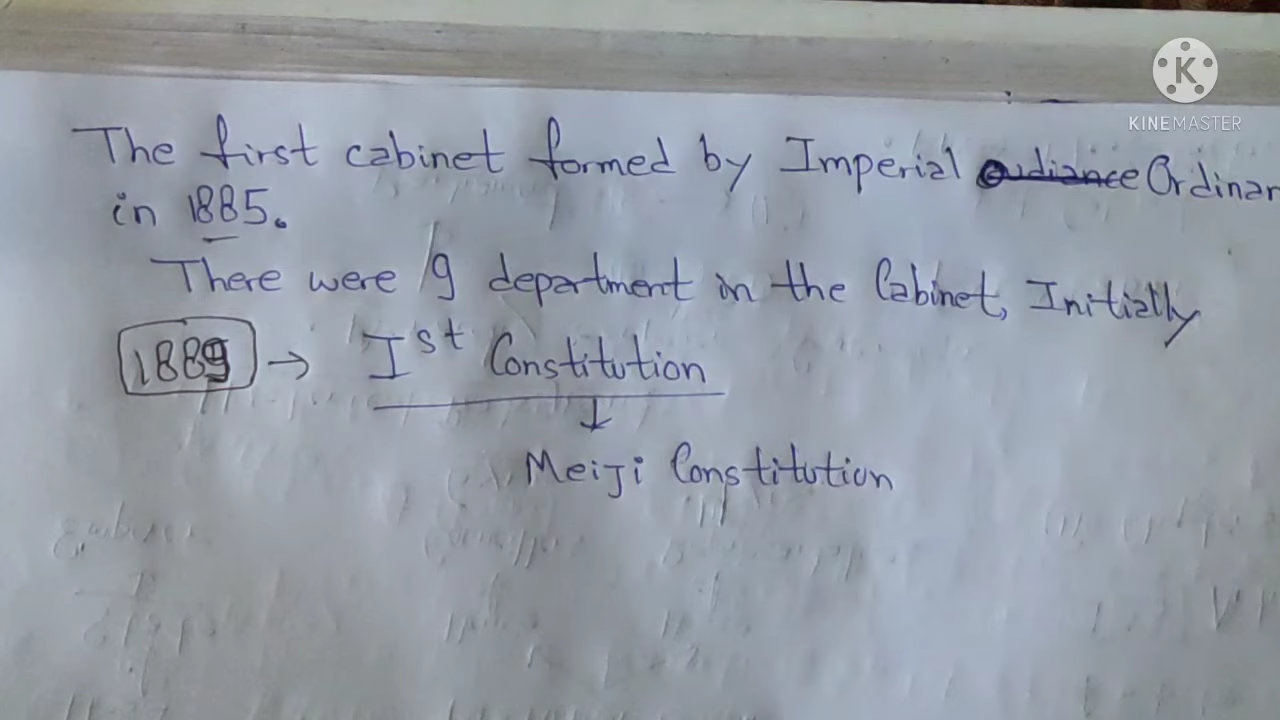 KINEMASTER
The first cabinet formed by Imperial Ordinan
in 1885.
There were 9 department in the Cabinet, Initially
1889 → Ist Constitution
↓
Meiji Constitution